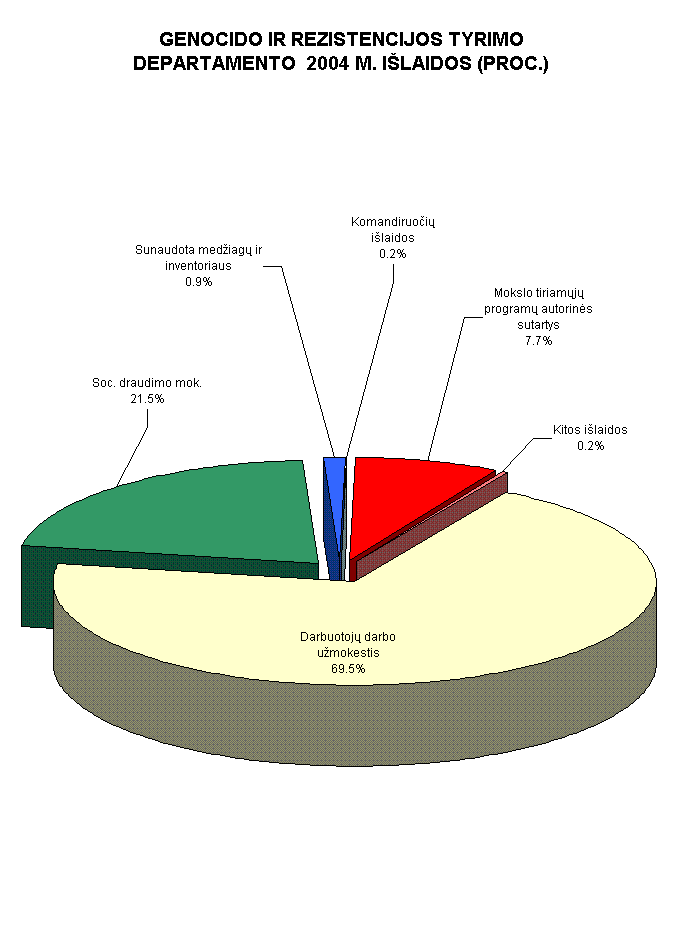 GENOCIDO IR REZISTENCIJOS TYRIMO
DEPARTAMENTO  2004 M. IŠLAIDOS (PROC.)
Komandiruočių
išlaidos
0.2%
Sunaudota medžiagų ir
inventoriaus
0.9%
Mokslo tiriamųjų
programų autorinės
sutartys
7.7%
Soc. draudimo mok.
21.5%
Kitos išlaidos
0.2%
Darbuotojų darbo
užmokestis
69.5%